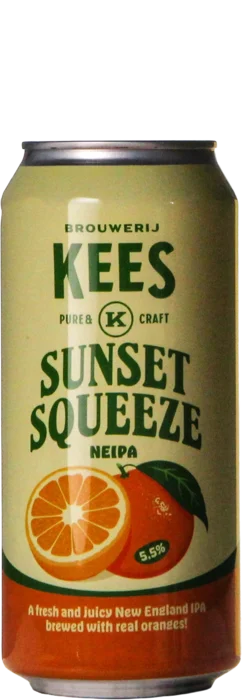 BROUWERIJ
KEES
PURE & K CRAFT
SUNSET
SQUEEZE
NEIPA
5.5%
A fresh and juicy New England IPA
brewed with real oranges!